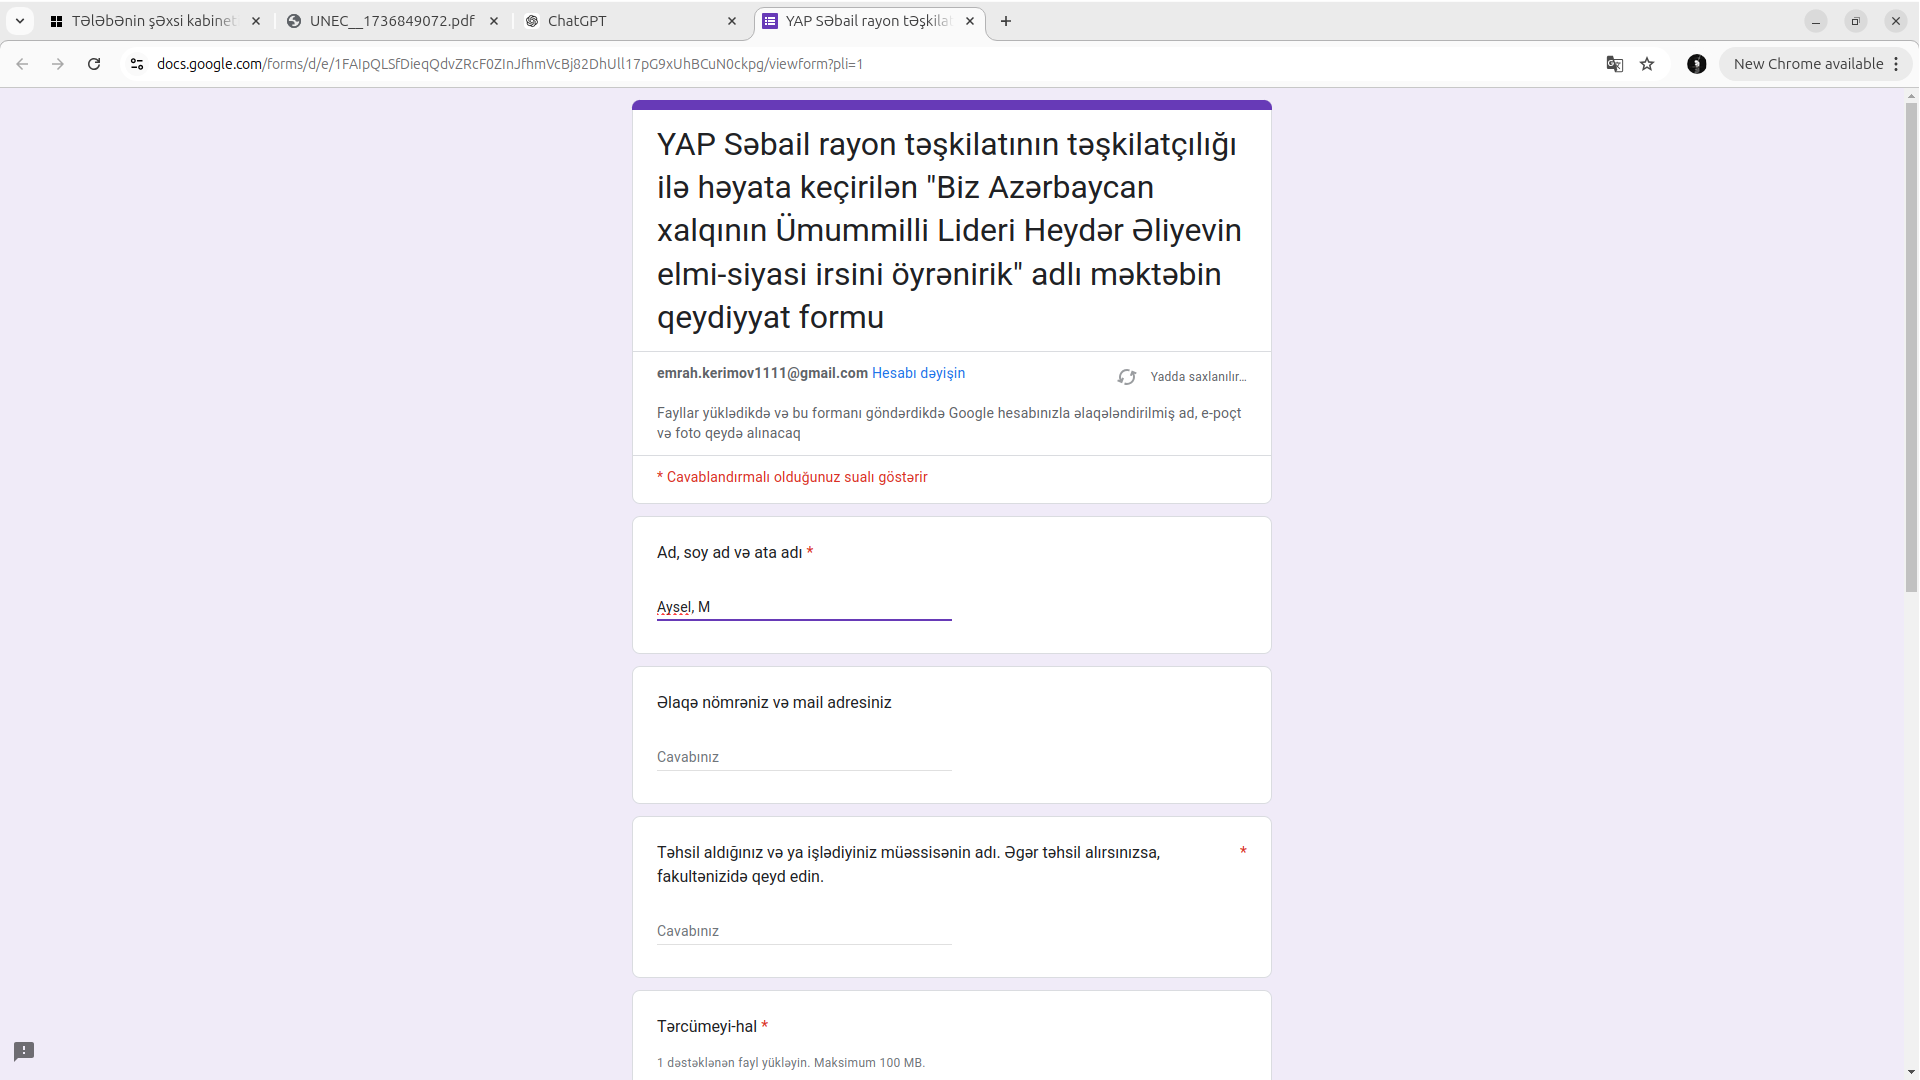 TƏLƏBƏNİN ŞƏXSİ KABİNET
UNEC__1736849072.pdf
ChatGPT
YAP Səbail rayon təşkilat
docs.google.com/forms/d/e/1FAIpQLSfDieqQdvZRcF0ZInJfhmVcBj82DhUll17pG9xUhBCuN0ckpg/viewform?pli=1
New Chrome available
YAP Səbail rayon təşkilatının təşkilatçılığı
ilə həyata keçirilən "Biz Azərbaycan
xalqının Ümummilli Lideri Heydər Əliyevin
elmi-siyasi irsini öyrənirik" adlı məktəbin
qeydiyyat formu
emrah.kerimov1111@gmail.com Hesabı dəyişin
Yadda saxlanılır...
Fayllar yüklədikdə və bu formanı göndərdikdə Google hesabınızla əlaqələndirilmiş ad, e-poçt
və foto qeydə alınacaq
* Cavablandırmalı olduğunuz sualı göstərir
Ad, soy ad və ata adı *
Aysel, M
Əlaqə nömrəniz və mail adresiniz
Cavabınız
Təhsil aldığınız və ya işlədiyiniz müəssisənin adı. Əgər təhsil alırsınızsa, *
fakultənizidə qeyd edin.
Cavabınız
Tərcümeyi-hal *
1 dəstəklənən fayl yükləyin. Maksimum 100 MB.